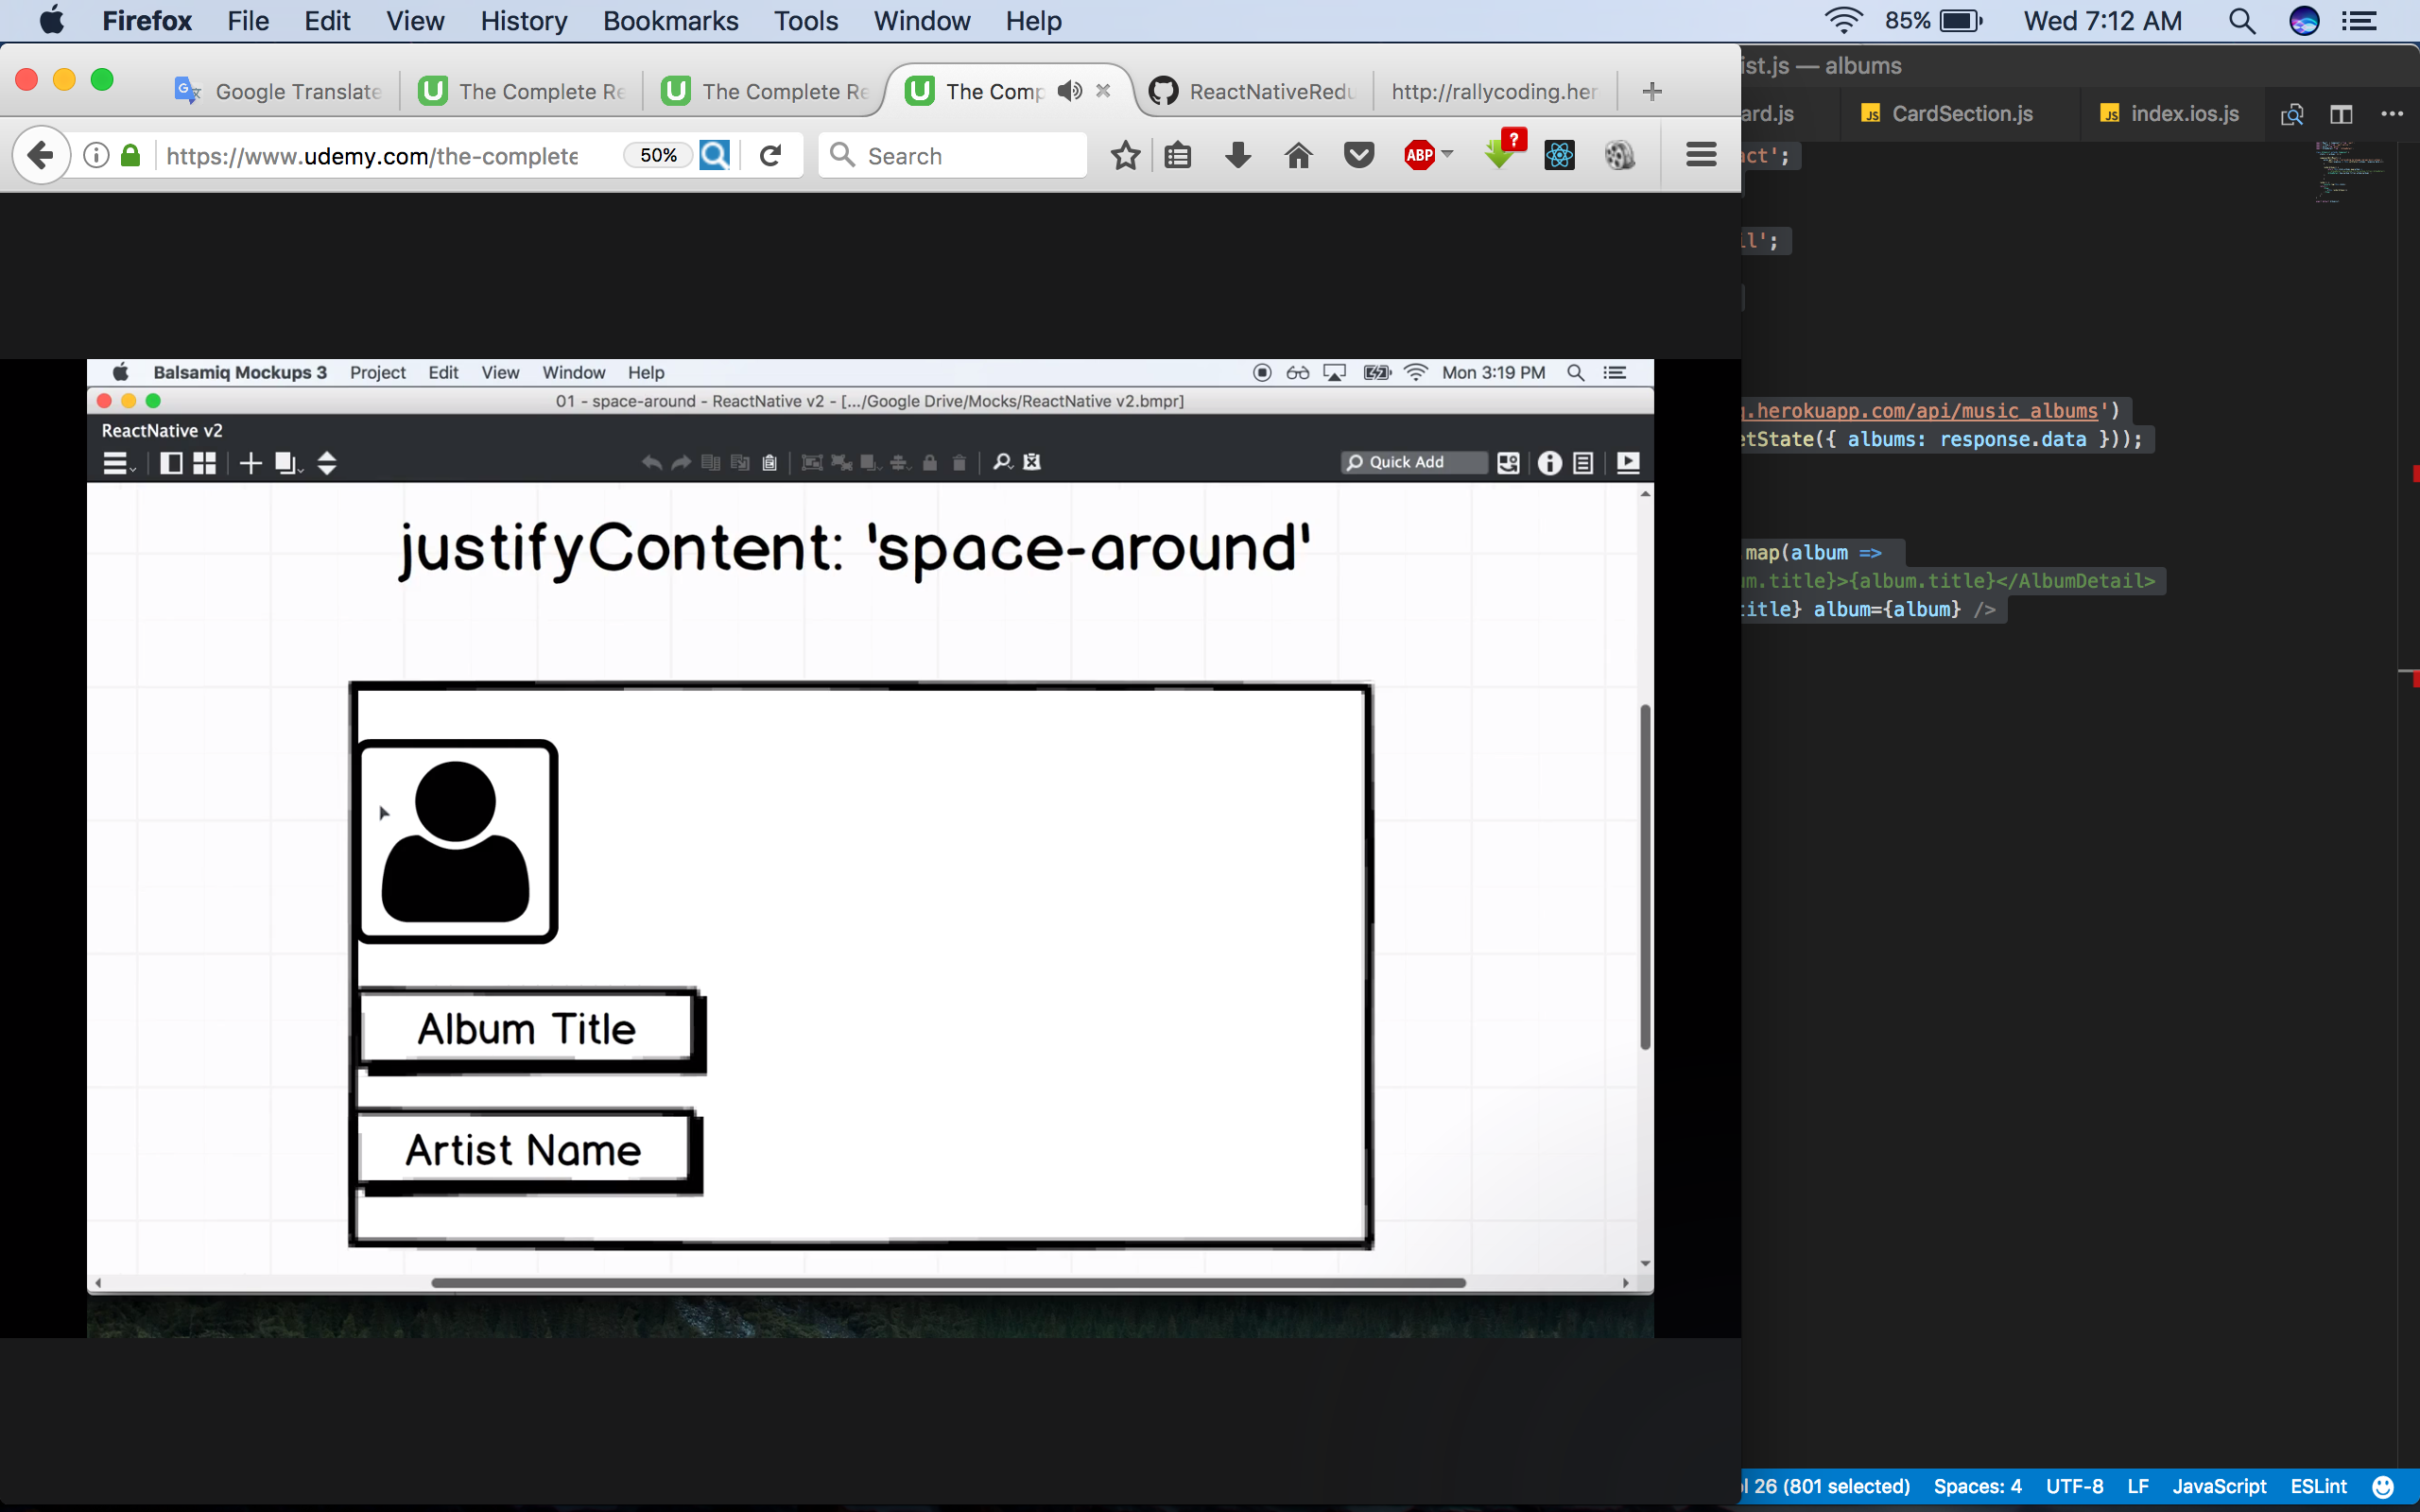 Firefox File Edit View History Bookmarks Tools Window Help 85% Wed 7:12 AM
ist.js — albums
Google Translate The Complete Re The Complete Re The Comp ReactNativeRedu http://rallycoding.her
ard.js CardSection.js index.ios.js
https://www.udemy.com/the-complete 50% Search ABP ?
act';
il';
Balsamiq Mockups 3 Project Edit View Window Help Mon 3:19 PM
01 - space-around - ReactNative v2 - [.../Google Drive/Mocks/ReactNative v2.bmpr]
ReactNative v2
Quick Add
.herokuapp.com/api/music_albums')
etState({ albums: response.data }));
justifyContent: 'space-around'
map(album =>
um.title}>{album.title}</AlbumDetail>
title} album={album} />
Album Title
Artist Name
26 (801 selected) Spaces: 4 UTF-8 LF JavaScript ESLint